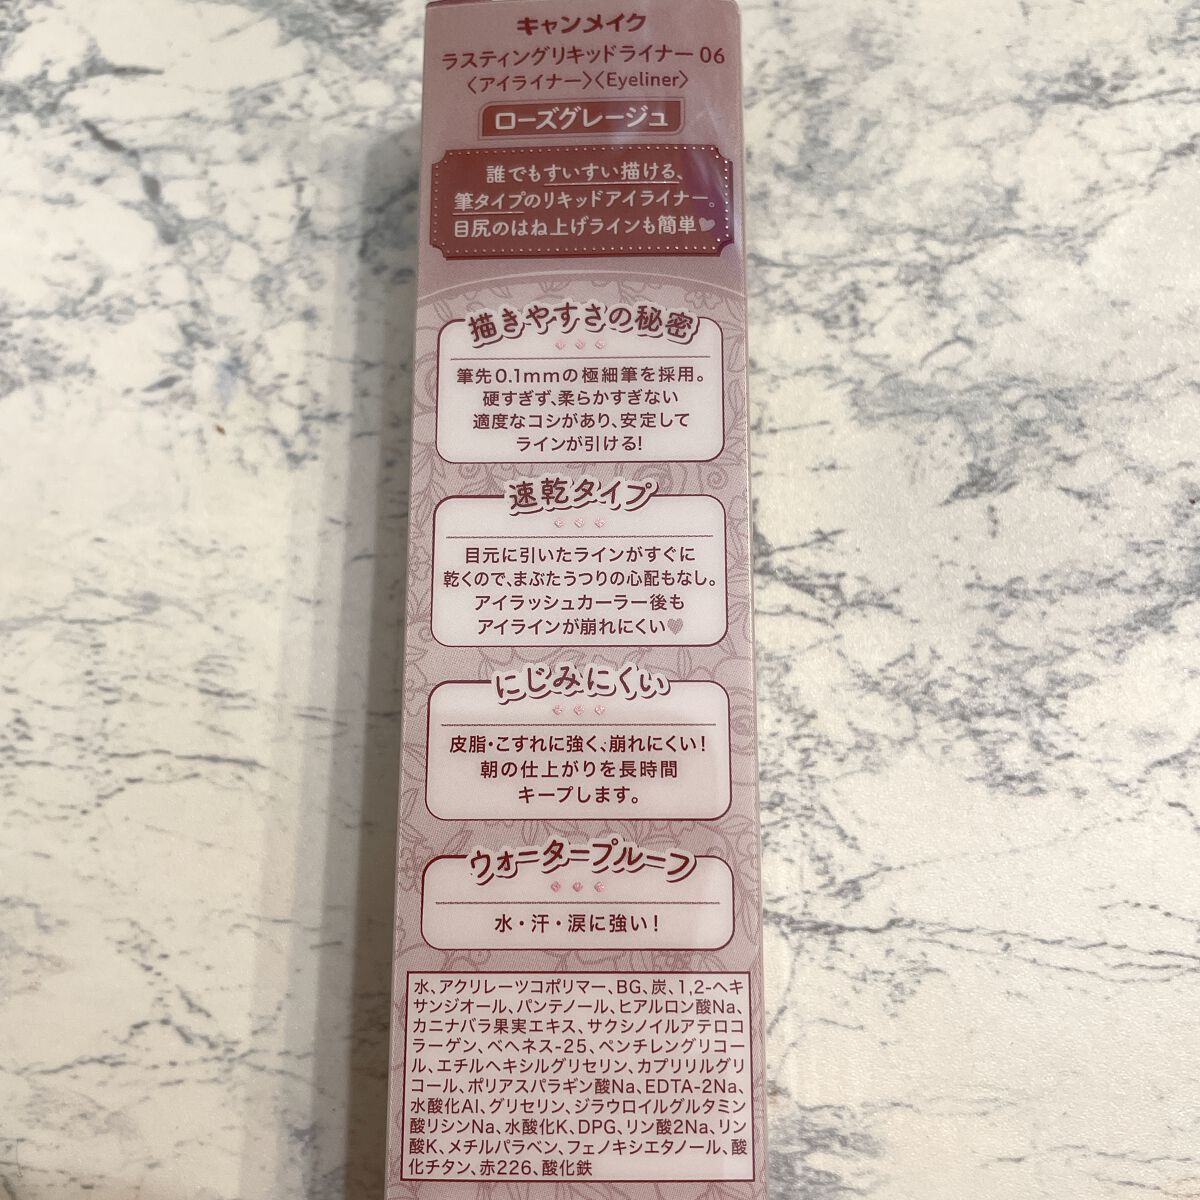 キャンメイク
ラスティングリキッドライナー 06
〈アイライナー〉〈Eyeliner〉
ローズグレージュ
誰でもすいすい描ける、
筆タイプのリキッドアイライナー。
目尻のはね上げラインも簡単♥
描きやすさの秘密
筆先0.1mmの極細筆を採用。
硬すぎず、柔らかすぎない
適度なコシがあり、安定して
ラインが引ける!
速乾タイプ
目元に引いたラインがすぐに
乾くので、まぶたうつりの心配もなし。
アイラッシュカーラー後も
アイラインが崩れにくい♥
にじみにくい
皮脂・こすれに強く、崩れにくい!
朝の仕上がりを長時間
キープします。
ウォータープルーフ
水・汗・涙に強い!
水、アクリレーツコポリマー、BG、炭、1,2-ヘキ
サンジオール、パンテノール、ヒアルロン酸Na、
カニナバラ果実エキス、サクシノイルアテロコ
ラーゲン、ベヘネス-25、ペンチレングリコー
ル、エチルヘキシルグリセリン、カプリリルグリ
コール、ポリアスパラギン酸Na、EDTA-2Na、
水酸化Al、グリセリン、ジラウロイルグルタミン
酸リシンNa、水酸化K、DPG、リン酸2Na、リン
酸K、メチルパラベン、フェノキシエタノール、酸
化チタン、赤226、酸化鉄